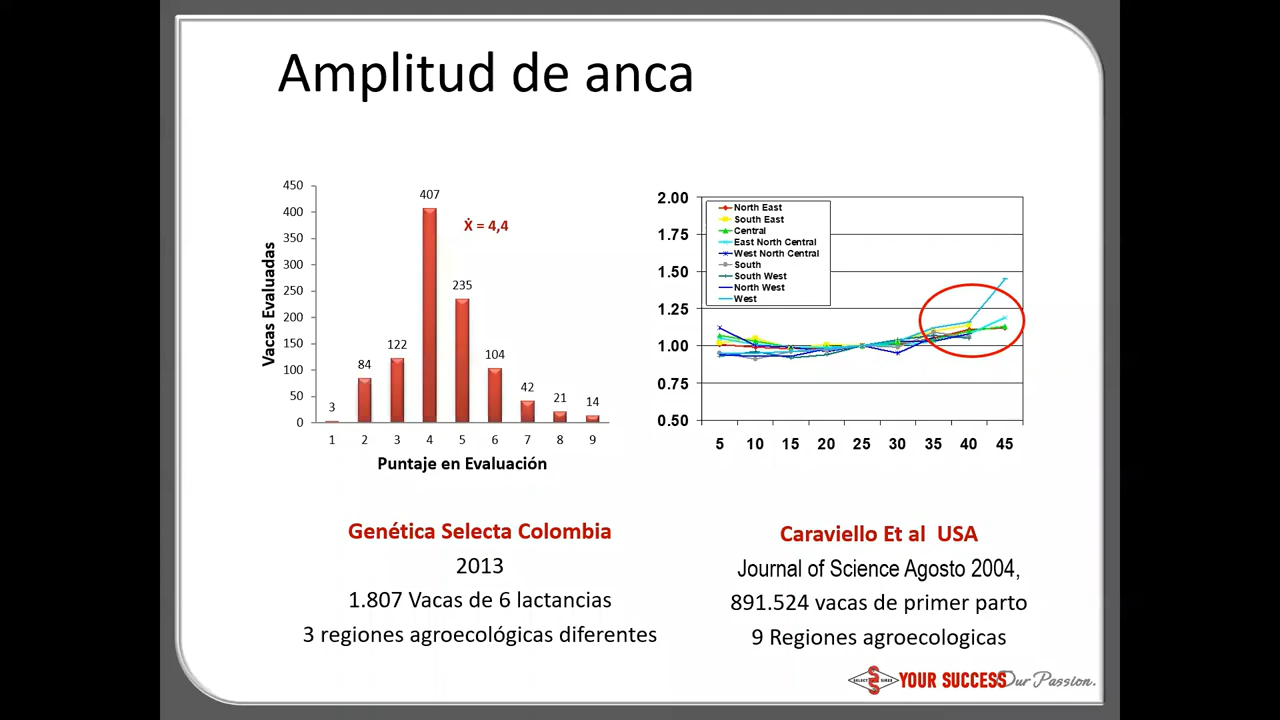 Amplitud de anca
450
400
350
300
250
200
150
100
50
0
Vacas Evaluadas
3
84
122
407
235
104
42
21
14
Ẋ = 4,4
1 2 3 4 5 6 7 8 9
Puntaje en Evaluación
2.00
1.75
1.50
1.25
1.00
0.75
0.50
North East
South East
Central
East North Central
West North Central
South
South West
North West
West
5 10 15 20 25 30 35 40 45
Genética Selecta Colombia
2013
1.807 Vacas de 6 lactancias
3 regiones agroecológicas diferentes
Caraviello Et al USA
Journal of Science Agosto 2004,
891.524 vacas de primer parto
9 Regiones agroecologicas
SELECT SIRES YOUR SUCCESS Our Passion.